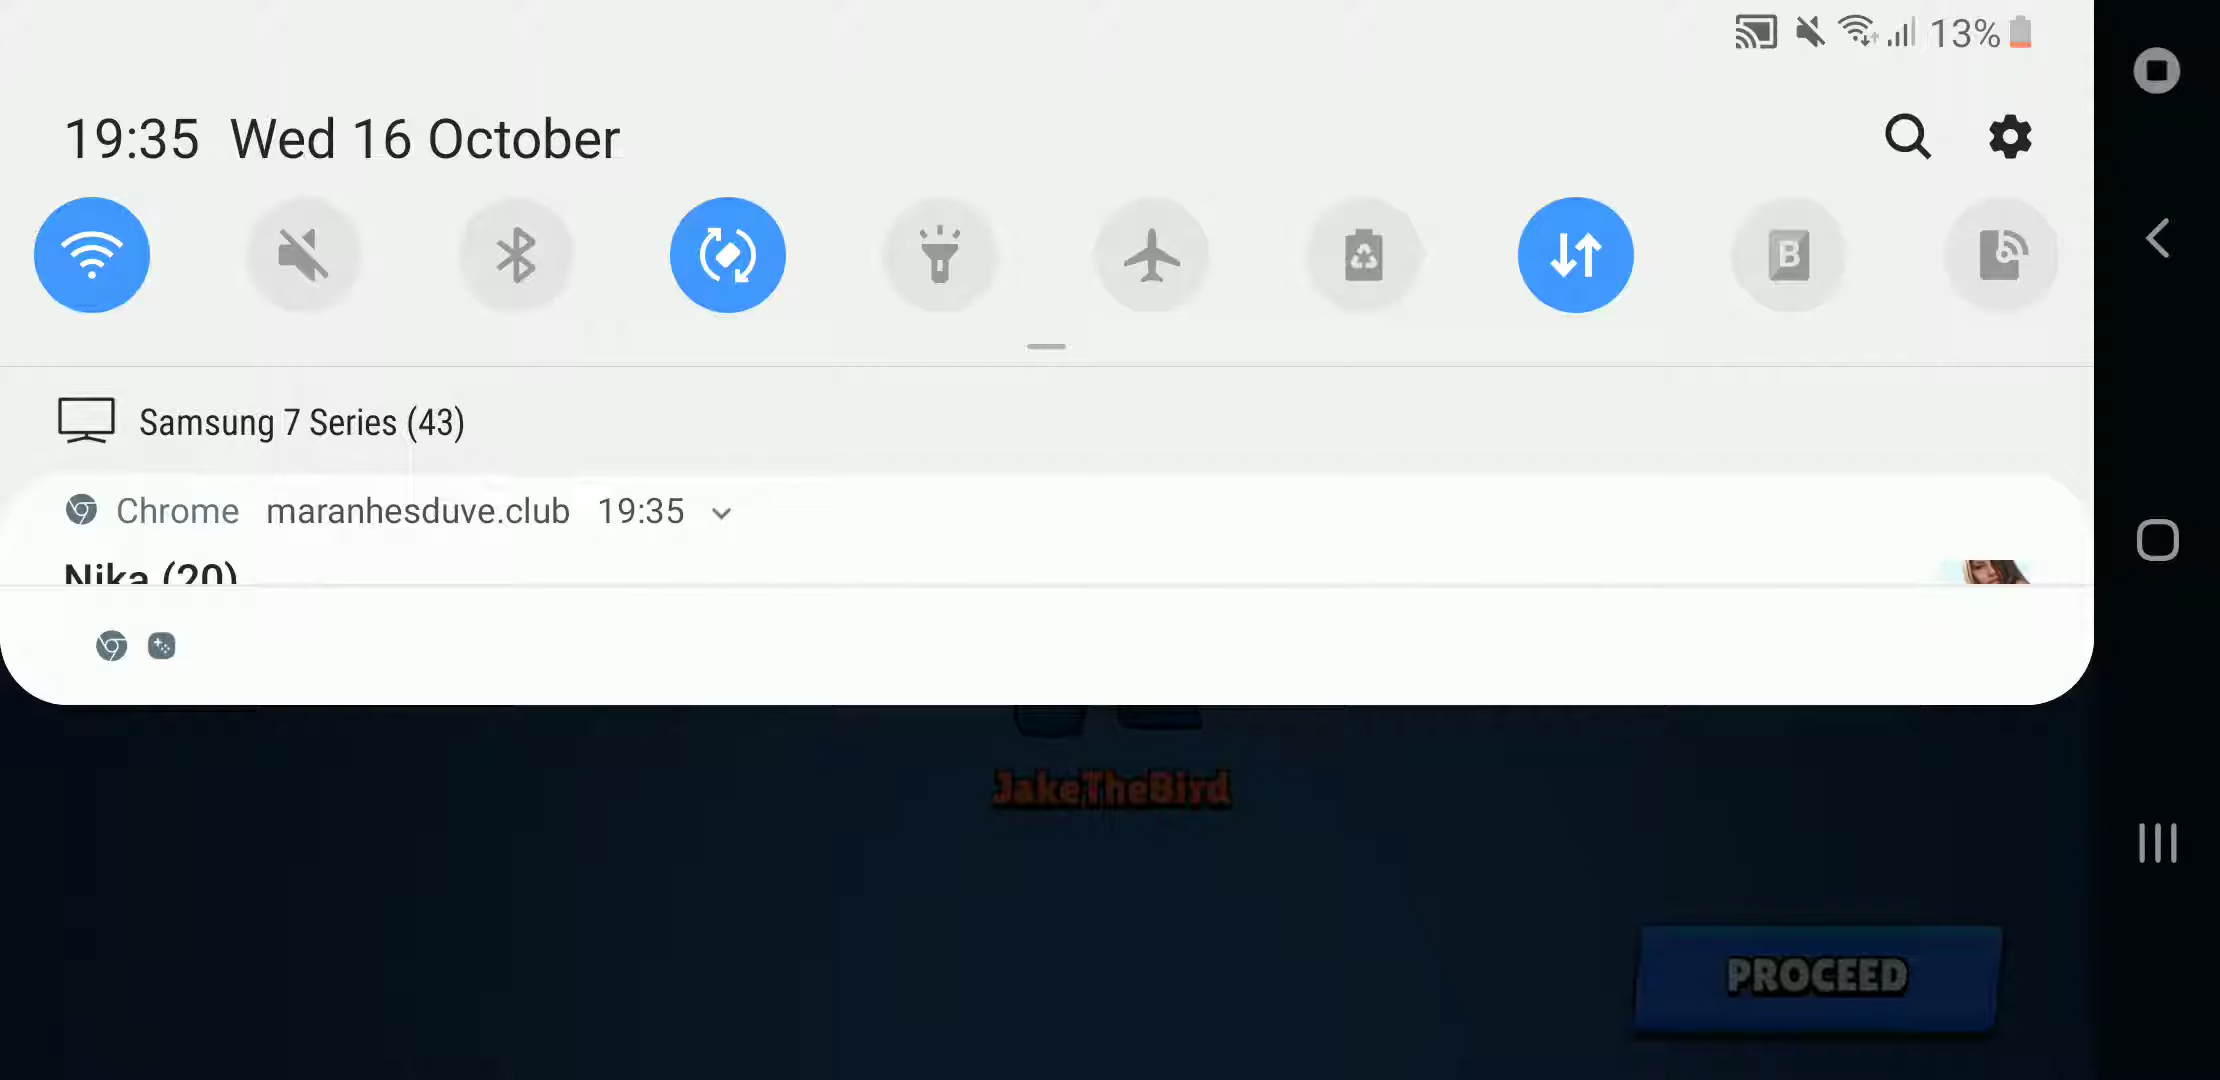 13%
19:35 Wed 16 October
B
Samsung 7 Series (43)
Chrome maranhesduve.club 19:35
Nika (20)
JakeTheBird
PROCEED